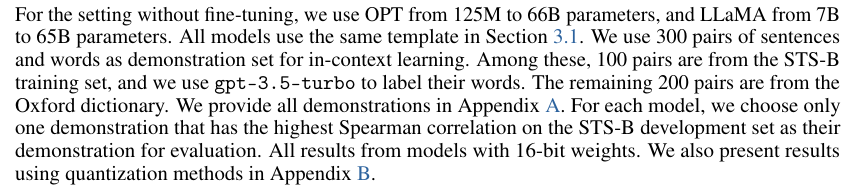 For the setting without fine-tuning, we use OPT from 125M to 66B parameters, and LLaMA from 7B
to 65B parameters. All models use the same template in Section 3.1. We use 300 pairs of sentences
and words as demonstration set for in-context learning. Among these, 100 pairs are from the STS-B
training set, and we use gpt-3.5-turbo to label their words. The remaining 200 pairs are from the
Oxford dictionary. We provide all demonstrations in Appendix A. For each model, we choose only
one demonstration that has the highest Spearman correlation on the STS-B development set as their
demonstration for evaluation. All results from models with 16-bit weights. We also present results
using quantization methods in Appendix B.